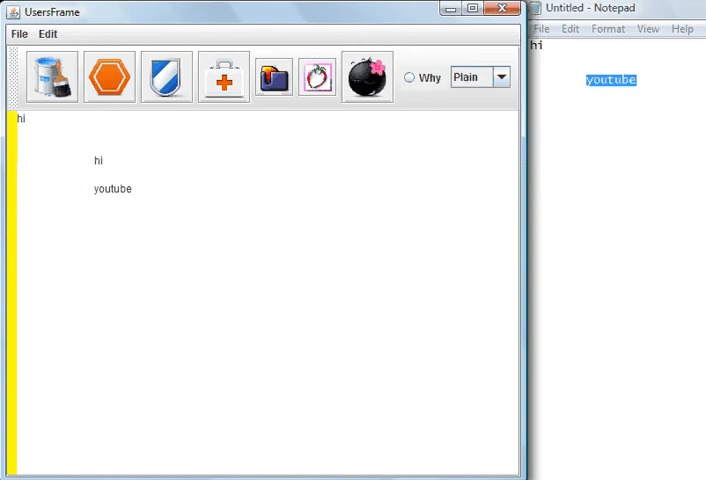 UsersFrame
File Edit
Why Plain
hi
hi
youtube
Untitled - Notepad
File Edit Format View Help
hi
youtube